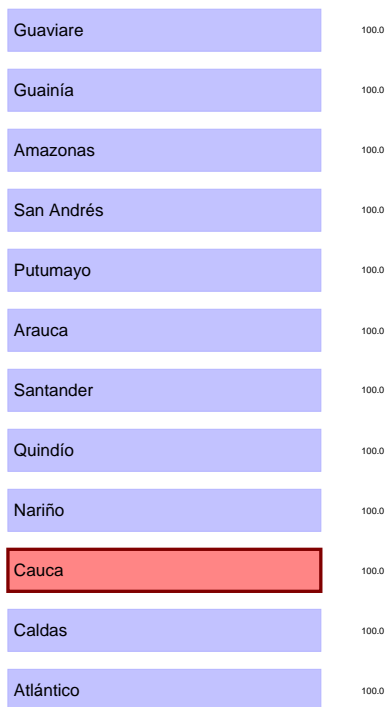 Guaviare 100.0
Guainía 100.0
Amazonas 100.0
San Andrés 100.0
Putumayo 100.0
Arauca 100.0
Santander 100.0
Quindío 100.0
Nariño 100.0
Cauca 100.0
Caldas 100.0
Atlántico 100.0